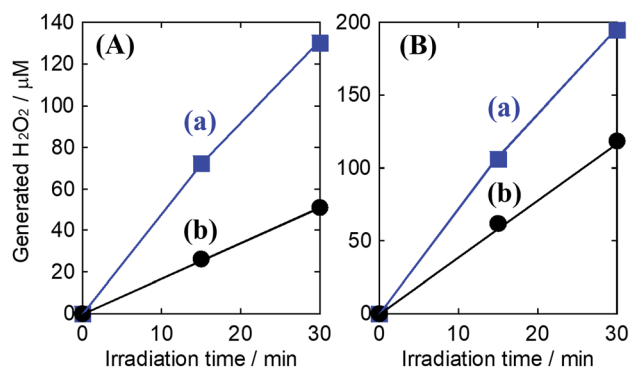 Generated H₂O₂ / μM
140
120
100
80
60
40
20
0
(A)
(a)
(b)
0 10 20 30
Irradiation time / min
200
150
100
50
0
(B)
(a)
(b)
0 10 20 30
Irradiation time / min